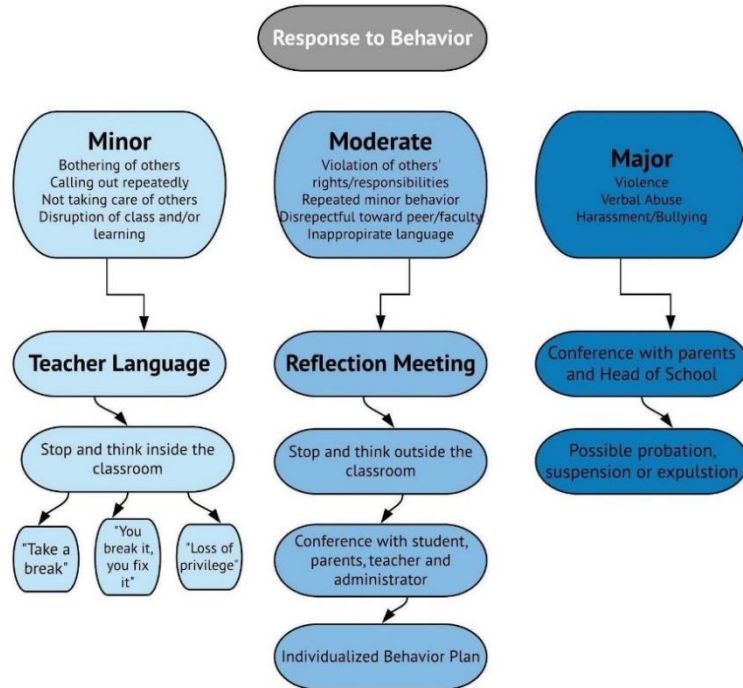 Response to Behavior
Minor
Bothering of others
Calling out repeatedly
Not taking care of others
Disruption of class and/or
learning
Teacher Language
Stop and think inside the
classroom
"Take a
break"
"You
break it,
you fix
it"
"Loss of
privilege"
Moderate
Violation of others'
rights/responsibilities
Repeated minor behavior
Disrepectful toward peer/faculty
Inappropirate language
Reflection Meeting
Stop and think outside the
classroom
Conference with student,
parents, teacher and
administrator
Individualized Behavior Plan
Major
Violence
Verbal Abuse
Harassment/Bullying
Conference with parents
and Head of School
Possible probation,
suspension or expulstion